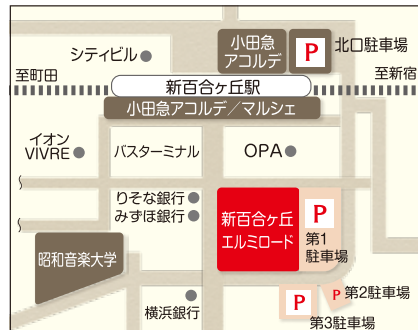 小田急
アコルデ
P
北口駐車場
シティビル
至町田
至新宿
新百合ヶ丘駅
小田急アコルデ／マルシェ
イオン
VIVRE
バスターミナル
OPA
りそな銀行
みずほ銀行
新百合ヶ丘
エルミロード
P
第1
駐車場
昭和音楽大学
横浜銀行
P
第3駐車場
P
第2駐車場